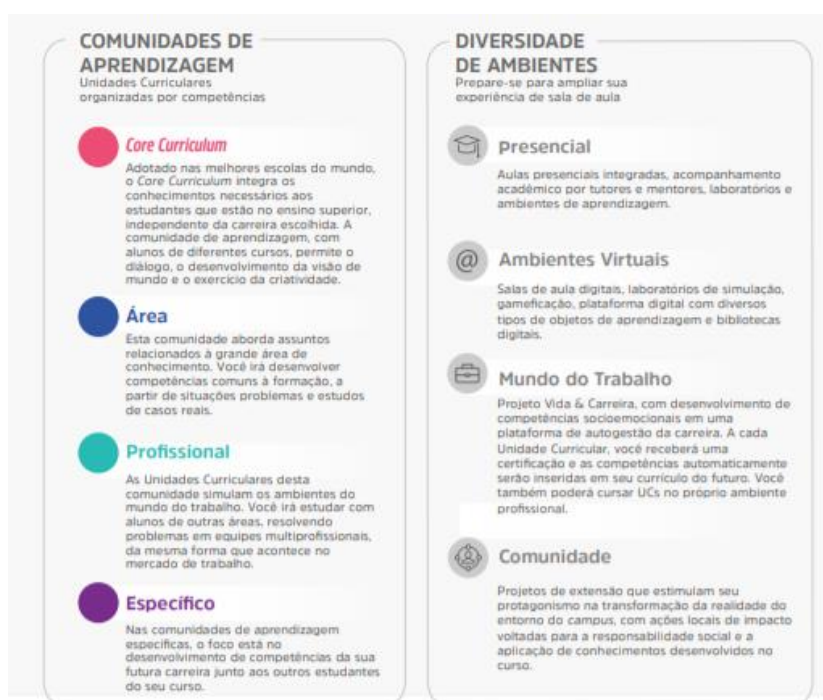 COMUNIDADES DE
APRENDIZAGEM
Unidades Curriculares
organizadas por competências
Core Curriculum
Adotado nas melhores escolas do mundo,
o Core Curriculum integra os
conhecimentos necessários aos
estudantes que estão no ensino superior,
independente da carreira escolhida. A
comunidade de aprendizagem, com
alunos de diferentes cursos, permite o
diálogo, o desenvolvimento da visão de
mundo e o exercício da criatividade.
Área
Esta comunidade aborda assuntos
relacionados à grande área de
conhecimento. Você irá desenvolver
competências comuns à formação, a
partir de situações problemas e estudos
de casos reais.
Profissional
As Unidades Curriculares desta
comunidade simulam os ambientes do
mundo do trabalho. Você irá estudar com
alunos de outras áreas, resolvendo
problemas em equipes multiprofissionais,
da mesma forma que acontece no
mercado de trabalho.
Específico
Nas comunidades de aprendizagem
específicas, o foco está no
desenvolvimento de competências da sua
futura carreira junto aos outros estudantes
do seu curso.
DIVERSIDADE
DE AMBIENTES
Prepare-se para ampliar sua
experiência de sala de aula
Presencial
Aulas presenciais integradas, acompanhamento
acadêmico por tutores e mentores, laboratórios e
ambientes de aprendizagem.
@ Ambientes Virtuais
Salas de aula digitais, laboratórios de simulação,
gameficação, plataforma digital com diversos
tipos de objetos de aprendizagem e bibliotecas
digitais.
Mundo do Trabalho
Projeto Vida & Carreira, com desenvolvimento de
competências socioemocionais em uma
plataforma de autogestão da carreira. A cada
Unidade Curricular, você receberá uma
certificação e as competências automaticamente
serão inseridas em seu currículo do futuro. Você
também poderá cursar UCs no próprio ambiente
profissional.
Comunidade
Projetos de extensão que estimulam seu
protagonismo na transformação da realidade do
entorno do campus, com ações locais de impacto
voltadas para a responsabilidade social e a
aplicação de conhecimentos desenvolvidos no
curso.